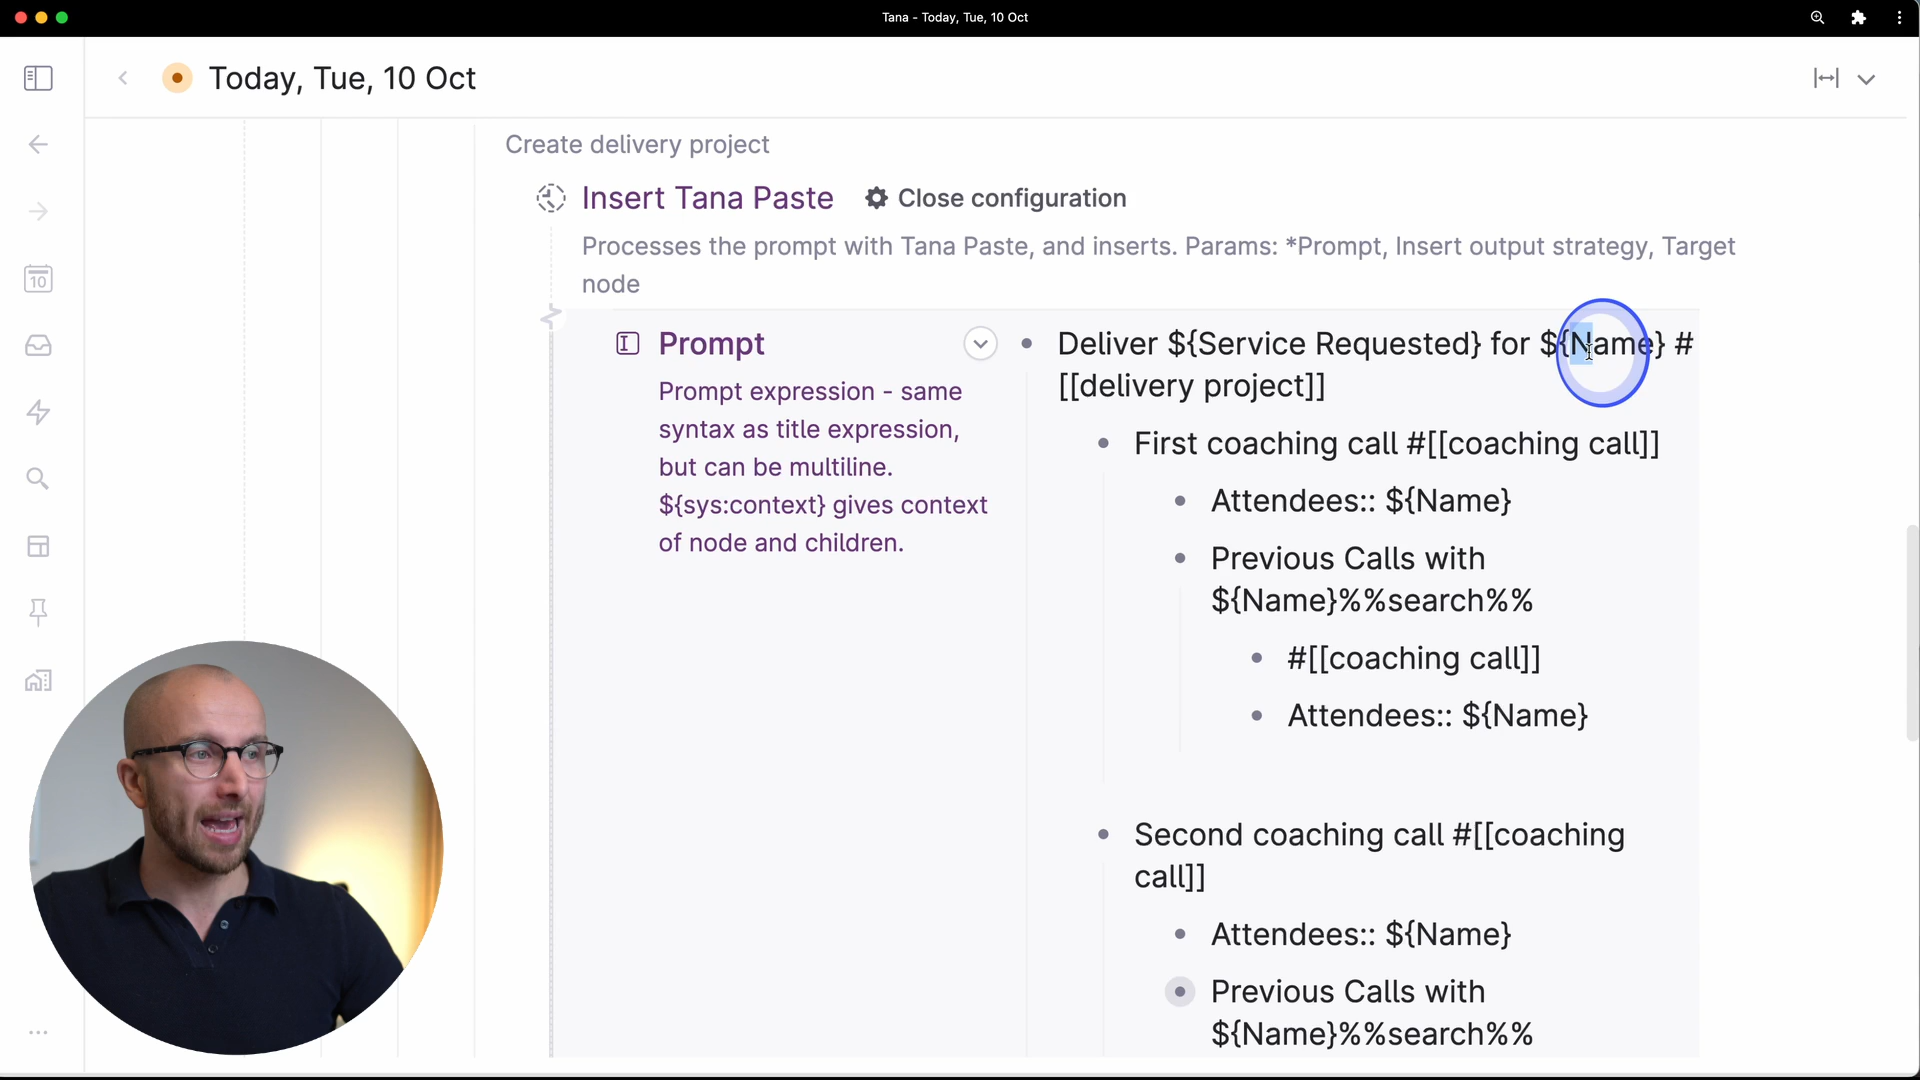 Tana - Today, Tue, 10 Oct
Today, Tue, 10 Oct
10
Create delivery project
Insert Tana Paste Close configuration
Processes the prompt with Tana Paste, and inserts. Params: *Prompt, Insert output strategy, Target
node
Prompt
Prompt expression - same
syntax as title expression,
but can be multiline.
${sys:context} gives context
of node and children.
Deliver ${Service Requested} for ${Name} #
[[delivery project]]
First coaching call #[[coaching call]]
Attendees:: ${Name}
Previous Calls with
${Name}%%search%%
#[[coaching call]]
Attendees:: ${Name}
Second coaching call #[[coaching
call]]
Attendees:: ${Name}
Previous Calls with
${Name}%%search%%